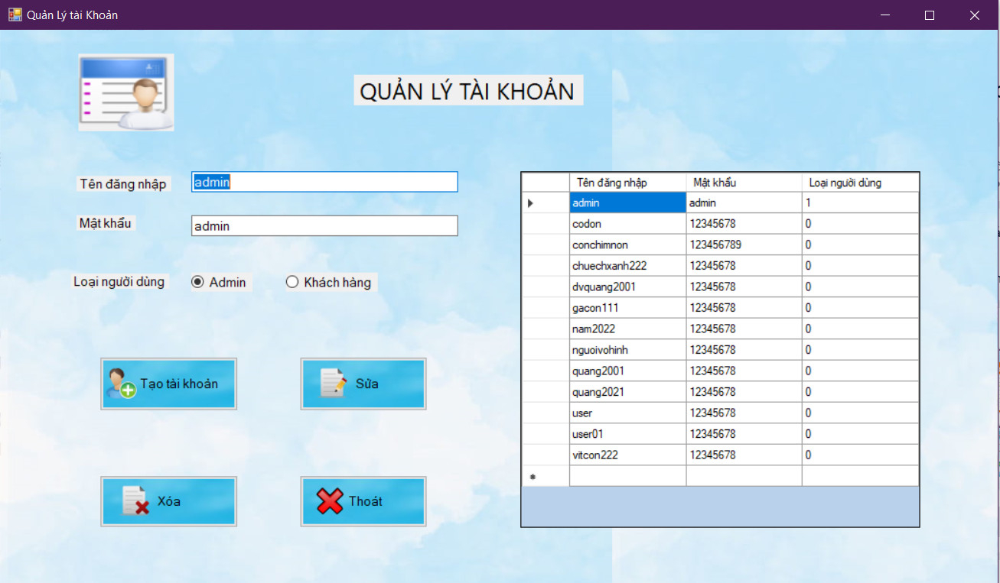 Quản Lý tài Khoản
QUẢN LÝ TÀI KHOẢN
Tên đăng nhập
admin
Mật khẩu
admin
Loại người dùng
Admin
Khách hàng
Tạo tài khoản
Sửa
Xóa
Thoát
Tên đăng nhập Mật khẩu Loại người dùng
admin admin 1
codon 12345678 0
conchimnon 123456789 0
chuechxanh222 12345678 0
dvquang2001 12345678 0
gacon111 12345678 0
nam2022 12345678 0
nguoivohinh 12345678 0
quang2001 12345678 0
quang2021 12345678 0
user 12345678 0
user01 12345678 0
vitcon222 12345678 0